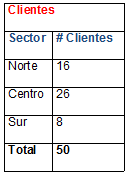 Clientes
Sector # Clientes
Norte 16
Centro 26
Sur 8
Total 50